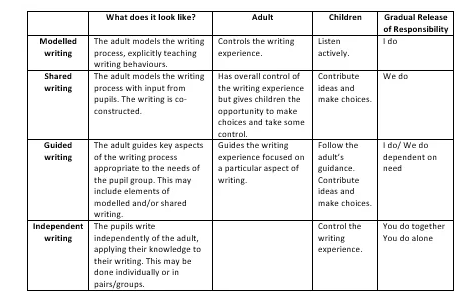 What does it look like?
Adult
Children
Gradual Release
of Responsibility
Modelled
writing
The adult models the writing
process, explicitly teaching
writing behaviours.
Controls the writing
experience.
Listen
actively.
I do
Shared
writing
The adult models the writing
process with input from
pupils. The writing is co-
constructed.
Has overall control of
the writing experience
but gives children the
opportunity to make
choices and take some
control.
Contribute
ideas and
make choices.
We do
Guided
writing
The adult guides key aspects
of the writing process
appropriate to the needs of
the pupil group. This may
include elements of
modelled and/or shared
writing.
Guides the writing
experience focused on
a particular aspect of
writing.
Follow the
adult's
guidance.
Contribute
ideas and
make choices.
I do/ We do
dependent on
need
Independent
writing
The pupils write
independently of the adult,
applying their knowledge to
their writing. This may be
done individually or in
pairs/groups.
Control the
writing
experience.
You do together
You do alone